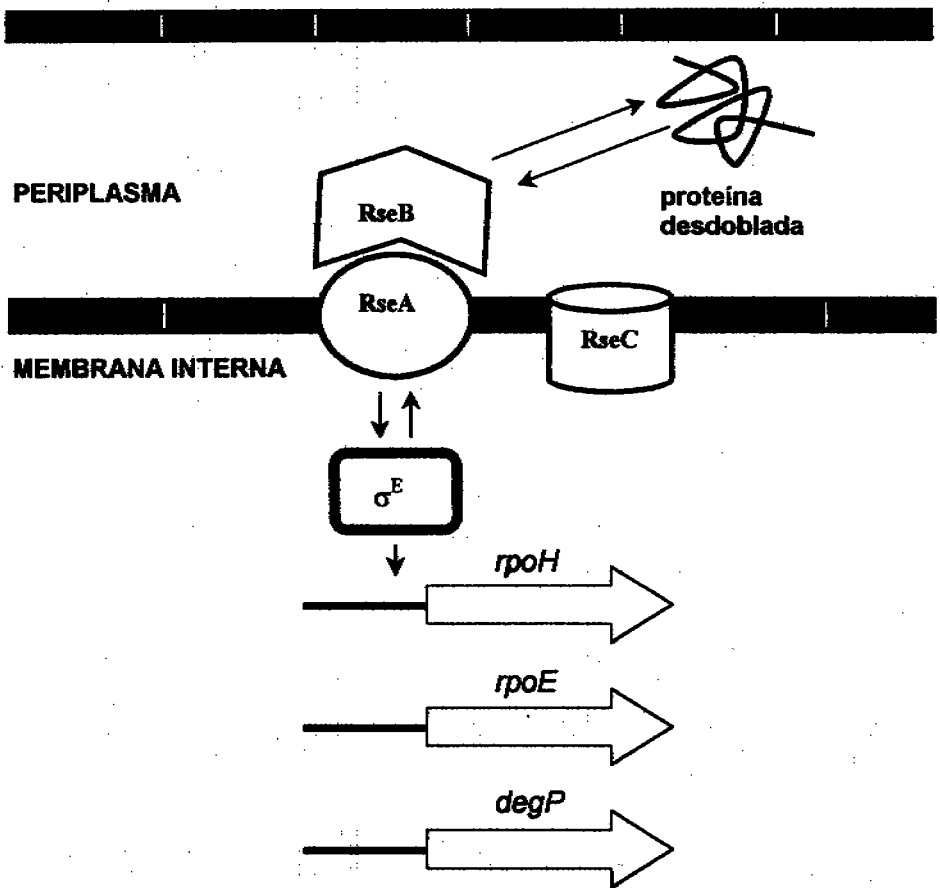 PERIPLASMA
RseB
proteína
desdoblada
RseA
RseC
MEMBRANA INTERNA
σᴱ
rpoH
rpoE
degP